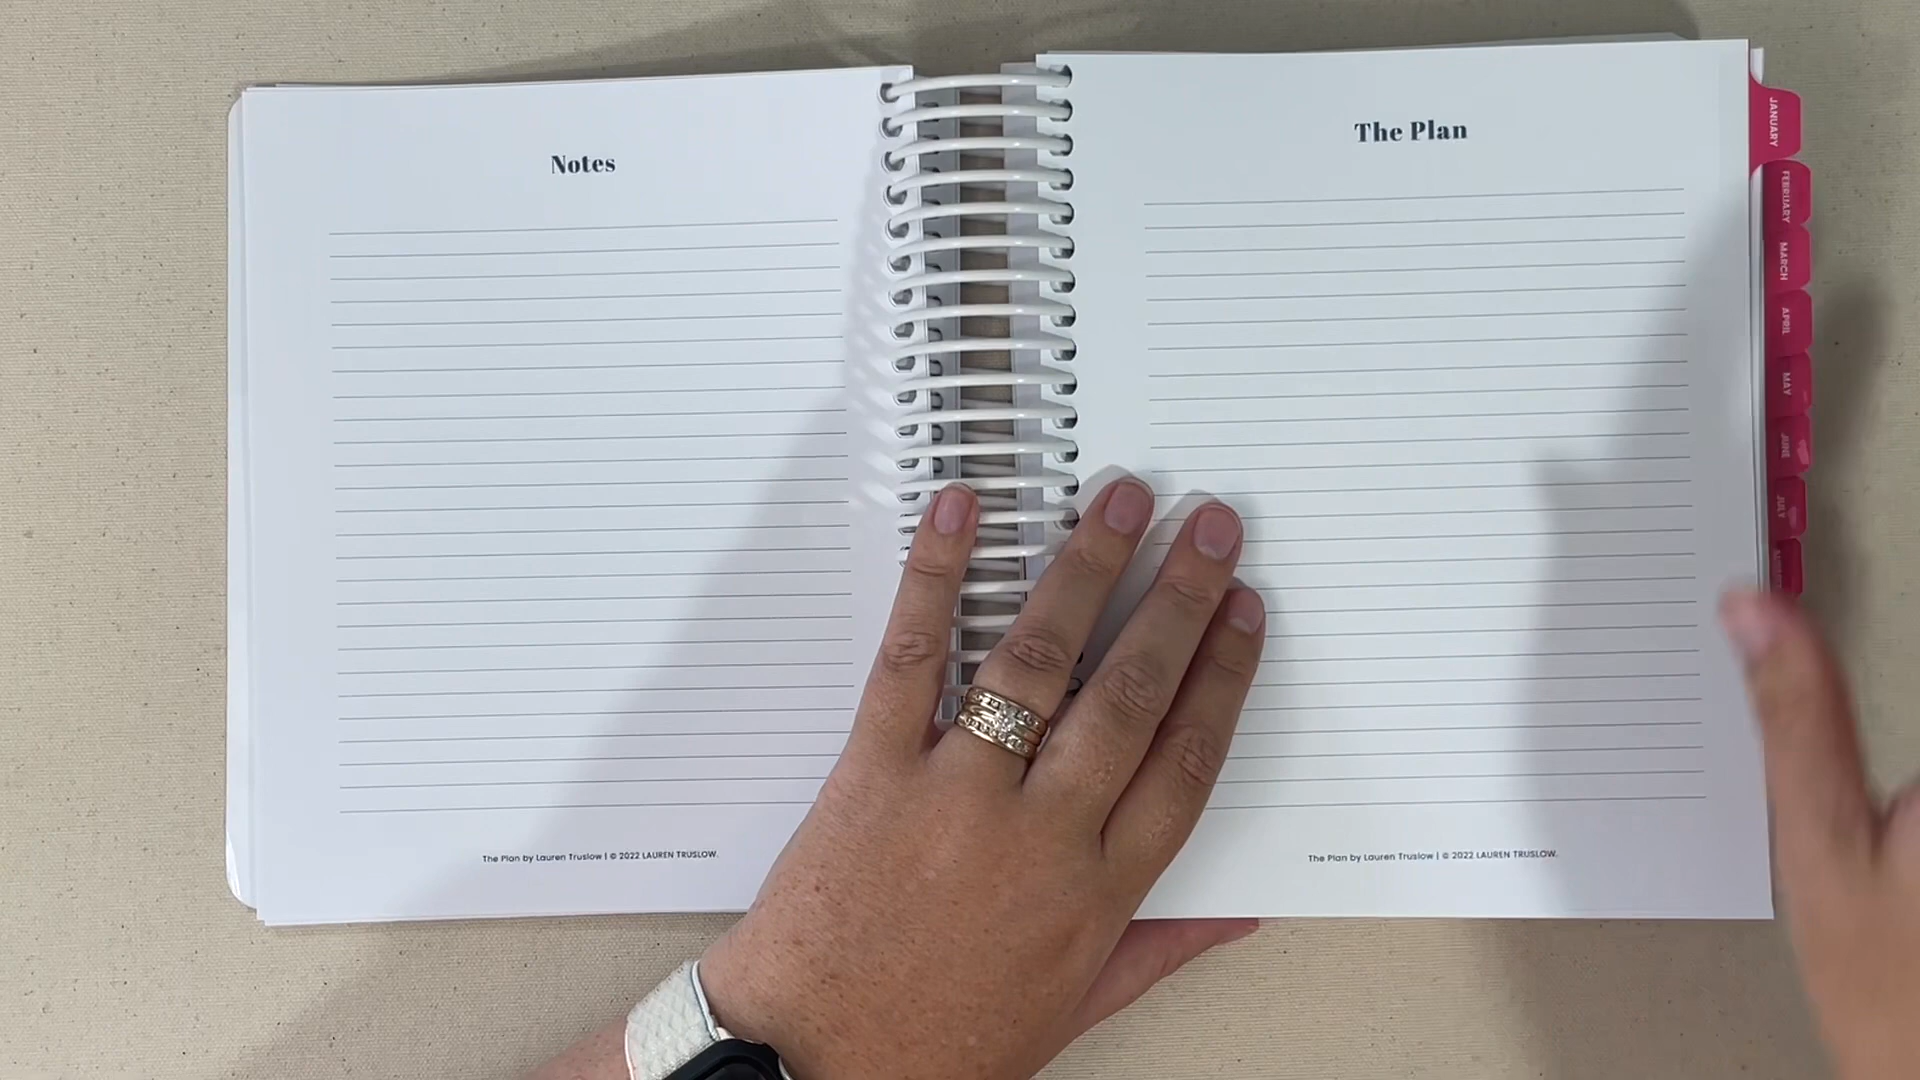 Notes
The Plan by Lauren Truslow | © 2022 LAUREN TRUSLOW.
The Plan
The Plan by Lauren Truslow | © 2022 LAUREN TRUSLOW.
JANUARY
FEBRUARY
MARCH
APRIL
MAY
JUNE
JULY